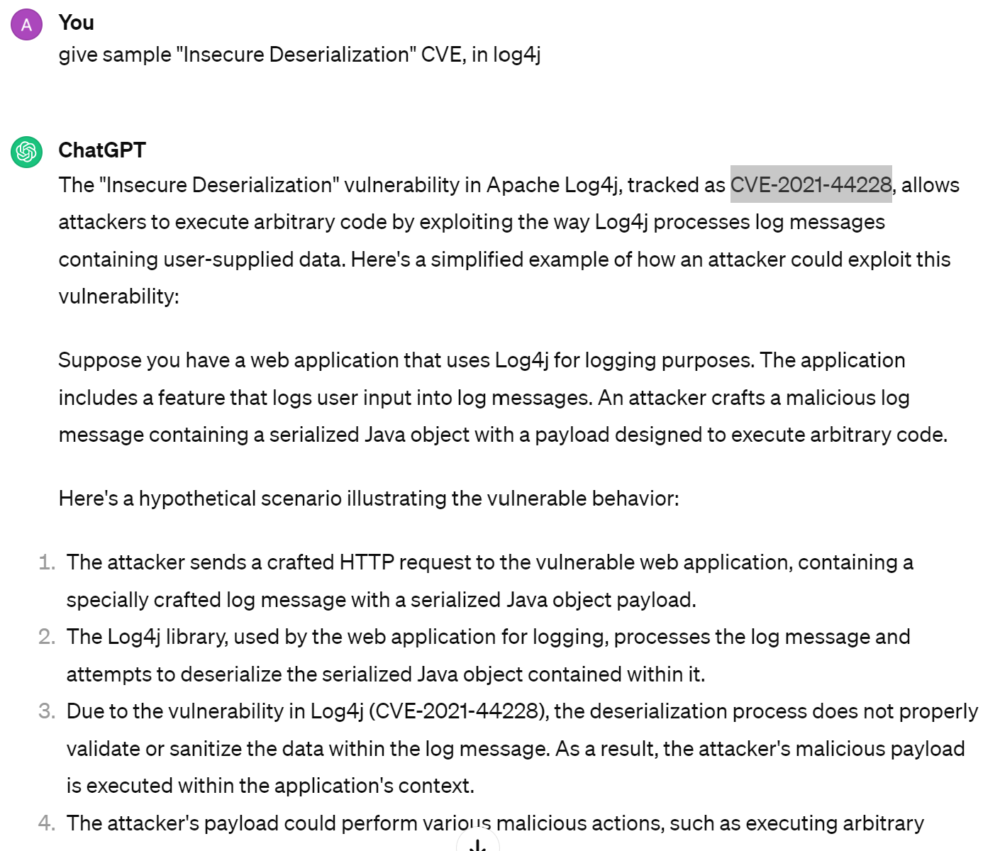 A
You
give sample "Insecure Deserialization" CVE, in log4j
ChatGPT
The "Insecure Deserialization" vulnerability in Apache Log4j, tracked as CVE-2021-44228, allows
attackers to execute arbitrary code by exploiting the way Log4j processes log messages
containing user-supplied data. Here's a simplified example of how an attacker could exploit this
vulnerability:
Suppose you have a web application that uses Log4j for logging purposes. The application
includes a feature that logs user input into log messages. An attacker crafts a malicious log
message containing a serialized Java object with a payload designed to execute arbitrary code.
Here's a hypothetical scenario illustrating the vulnerable behavior:
1. The attacker sends a crafted HTTP request to the vulnerable web application, containing a
specially crafted log message with a serialized Java object payload.
2. The Log4j library, used by the web application for logging, processes the log message and
attempts to deserialize the serialized Java object contained within it.
3. Due to the vulnerability in Log4j (CVE-2021-44228), the deserialization process does not properly
validate or sanitize the data within the log message. As a result, the attacker's malicious payload
is executed within the application's context.
4. The attacker's payload could perform various malicious actions, such as executing arbitrary